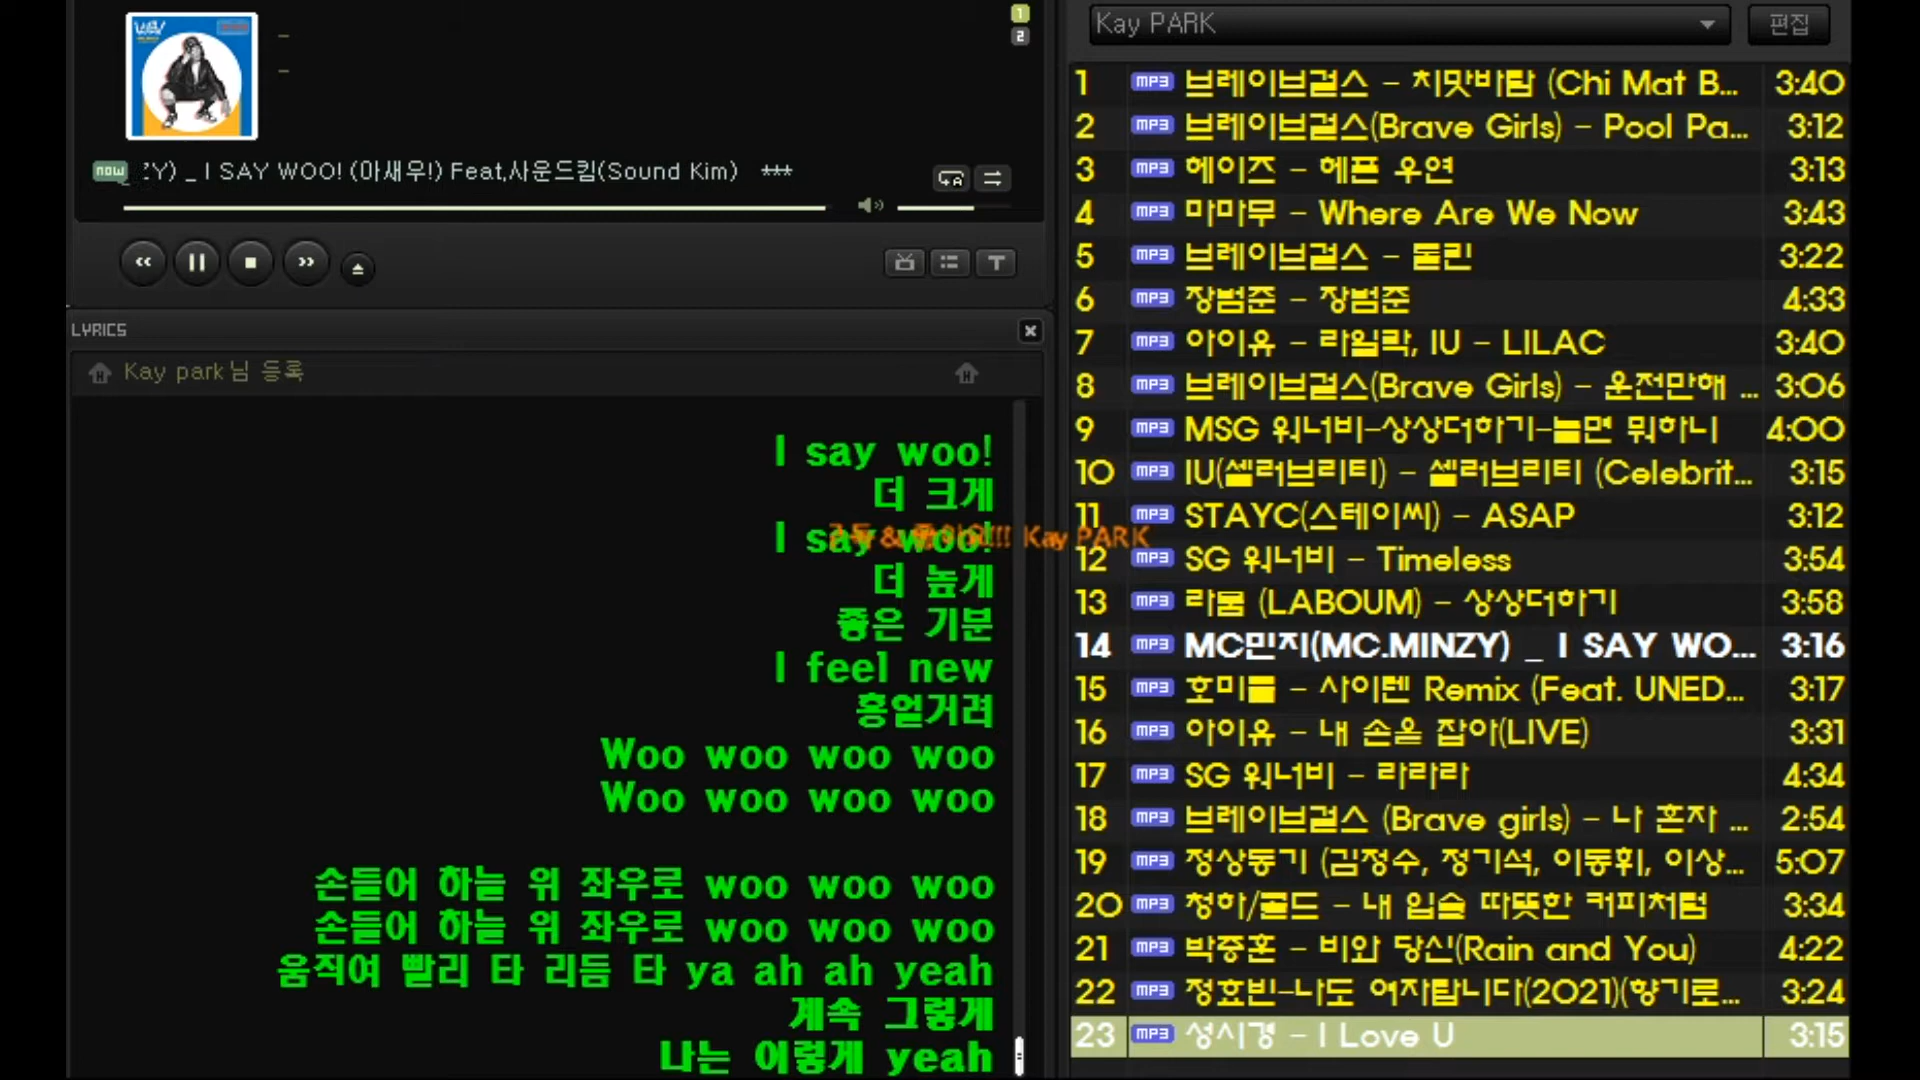 1
2
now
ZY) _ I SAY WOO! (마새우!) Feat,사운드킴(Sound Kim) ***
LYRICS
Kay park님 등록
I say woo!
더 크게
I say woo!
더 높게
좋은 기분
I feel new
흥얼거려
Woo woo woo woo
Woo woo woo woo
손들어 하늘 위 좌우로 woo woo woo
손들어 하늘 위 좌우로 woo woo woo
움직여 빨리 타 리듬 타 ya ah ah yeah
계속 그렇게
나는 이렇게 yeah
구독 & 좋아요!!! Kay PARK
Kay PARK
편집
1 MP3 브레이브걸스 - 치맛바람 (Chi Mat B... 3:40
2 MP3 브레이브걸스(Brave Girls) - Pool Pa... 3:12
3 MP3 헤이즈 - 헤픈 우연 3:13
4 MP3 마마무 - Where Are We Now 3:43
5 MP3 브레이브걸스 - 돌린 3:22
6 MP3 장범준 - 장범준 4:33
7 MP3 아이유 - 라일락, IU - LILAC 3:40
8 MP3 브레이브걸스(Brave Girls) - 운전만해 ... 3:06
9 MP3 MSG 워너비-상상더하기-놀면 뭐하니 4:00
10 MP3 IU(셀러브리티) - 셀러브리티 (Celebrit... 3:15
11 MP3 STAYC(스테이씨) - ASAP 3:12
12 MP3 SG 워너비 - Timeless 3:54
13 MP3 라붐 (LABOUM) - 상상더하기 3:58
14 MP3 MC민지(MC.MINZY) _ I SAY WO... 3:16
15 MP3 호미들 - 사이렌 Remix (Feat. UNED... 3:17
16 MP3 아이유 - 내 손을 잡아(LIVE) 3:31
17 MP3 SG 워너비 - 라라라 4:34
18 MP3 브레이브걸스 (Brave girls) - 나 혼자 ... 2:54
19 MP3 정상동기 (김정수, 정기석, 이동휘, 이상... 5:07
20 MP3 청하/콜드 - 내 입술 따뜻한 커피처럼 3:34
21 MP3 박중훈 - 비와 당신(Rain and You) 4:22
22 MP3 정효빈-나도 여자랍니다(2021)(향기로... 3:24
23 MP3 성시경 - I Love U 3:15